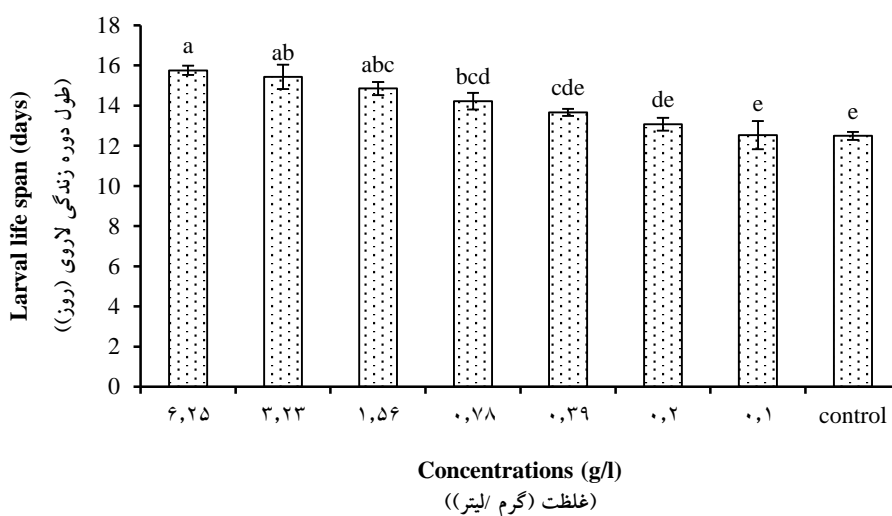 18
16
14
12
10
8
6
4
2
0
Larval life span (days)
(طول دوره زندگی لاروی (روز))
a
ab
abc
bcd
cde
de
e
e
۶,۲۵ ۳,۲۳ ۱,۵۶ ۰,۷۸ ۰,۳۹ ۰,۲ ۰,۱ control
Concentrations (g/l)
(غلظت (گرم /لیتر))